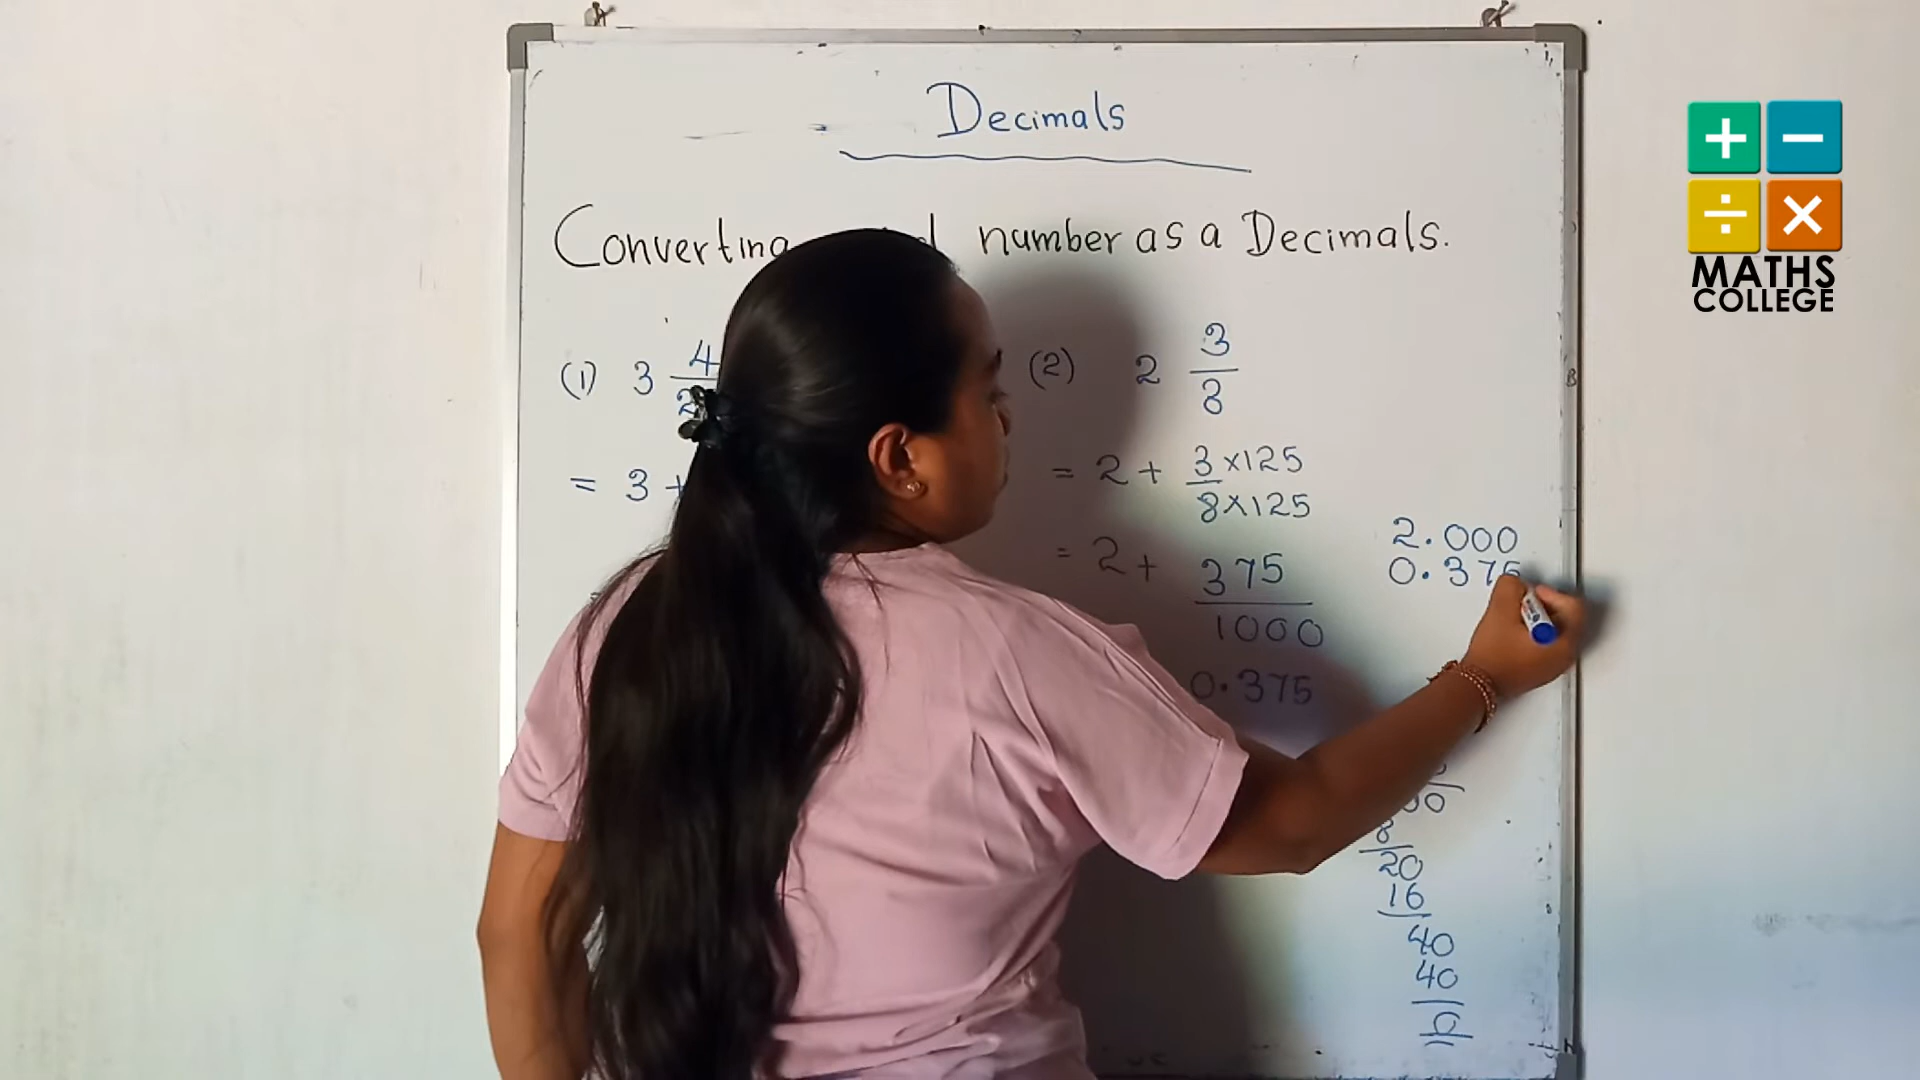 Decimals
Converting number as a Decimals.
(1) 3 4
= 3 +
(2) 2 3/8
= 2 + 3×125
8×125
= 2 + 375
1000
0.375
2.000
0.375
8
20
16
40
40
0
+ −
÷ ×
MATHS
COLLEGE